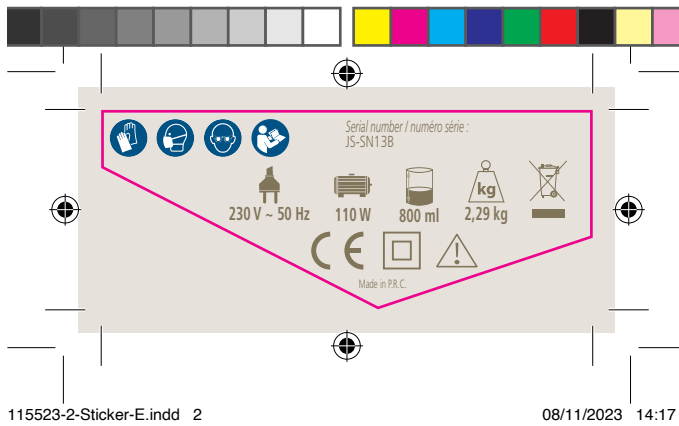 Serial number / numéro série :
JS-SN13B
kg
230 V ~ 50 Hz 110 W 800 ml 2,29 kg
CE
Made in P.R.C.
115523-2-Sticker-E.indd 2 08/11/2023 14:17